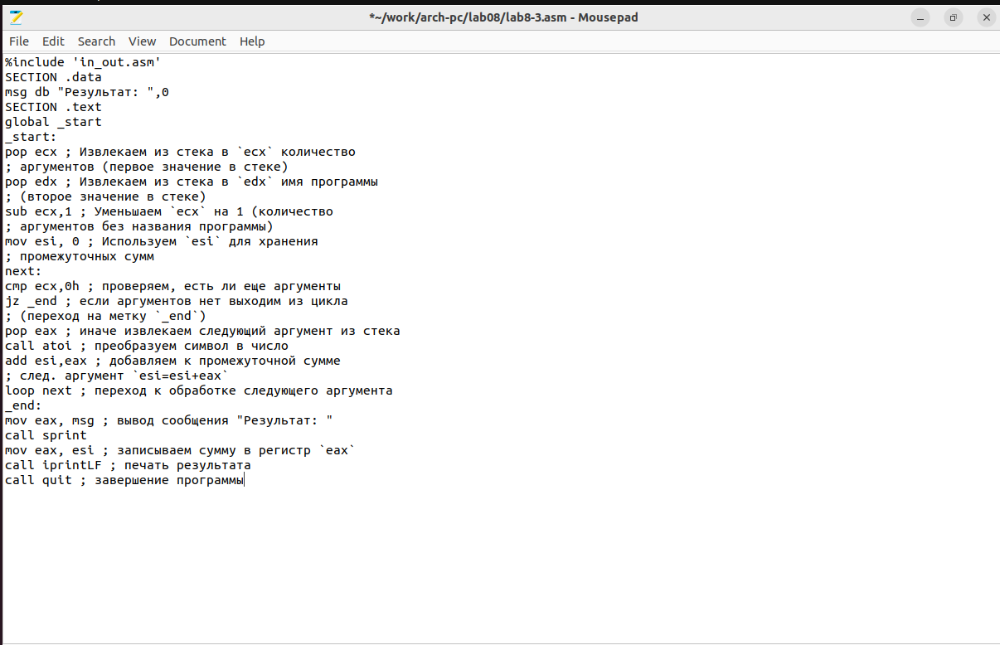 *~/work/arch-pc/lab08/lab8-3.asm - Mousepad
File Edit Search View Document Help
%include 'in_out.asm'
SECTION .data
msg db "Результат: ",0
SECTION .text
global _start
_start:
pop ecx ; Извлекаем из стека в `ecx` количество
; аргументов (первое значение в стеке)
pop edx ; Извлекаем из стека в `edx` имя программы
; (второе значение в стеке)
sub ecx,1 ; Уменьшаем `ecx` на 1 (количество
; аргументов без названия программы)
mov esi, 0 ; Используем `esi` для хранения
; промежуточных сумм
next:
cmp ecx,0h ; проверяем, есть ли еще аргументы
jz _end ; если аргументов нет выходим из цикла
; (переход на метку `_end`)
pop eax ; иначе извлекаем следующий аргумент из стека
call atoi ; преобразуем символ в число
add esi,eax ; добавляем к промежуточной сумме
; след. аргумент `esi=esi+eax`
loop next ; переход к обработке следующего аргумента
_end:
mov eax, msg ; вывод сообщения "Результат: "
call sprint
mov eax, esi ; записываем сумму в регистр `eax`
call iprintLF ; печать результата
call quit ; завершение программы